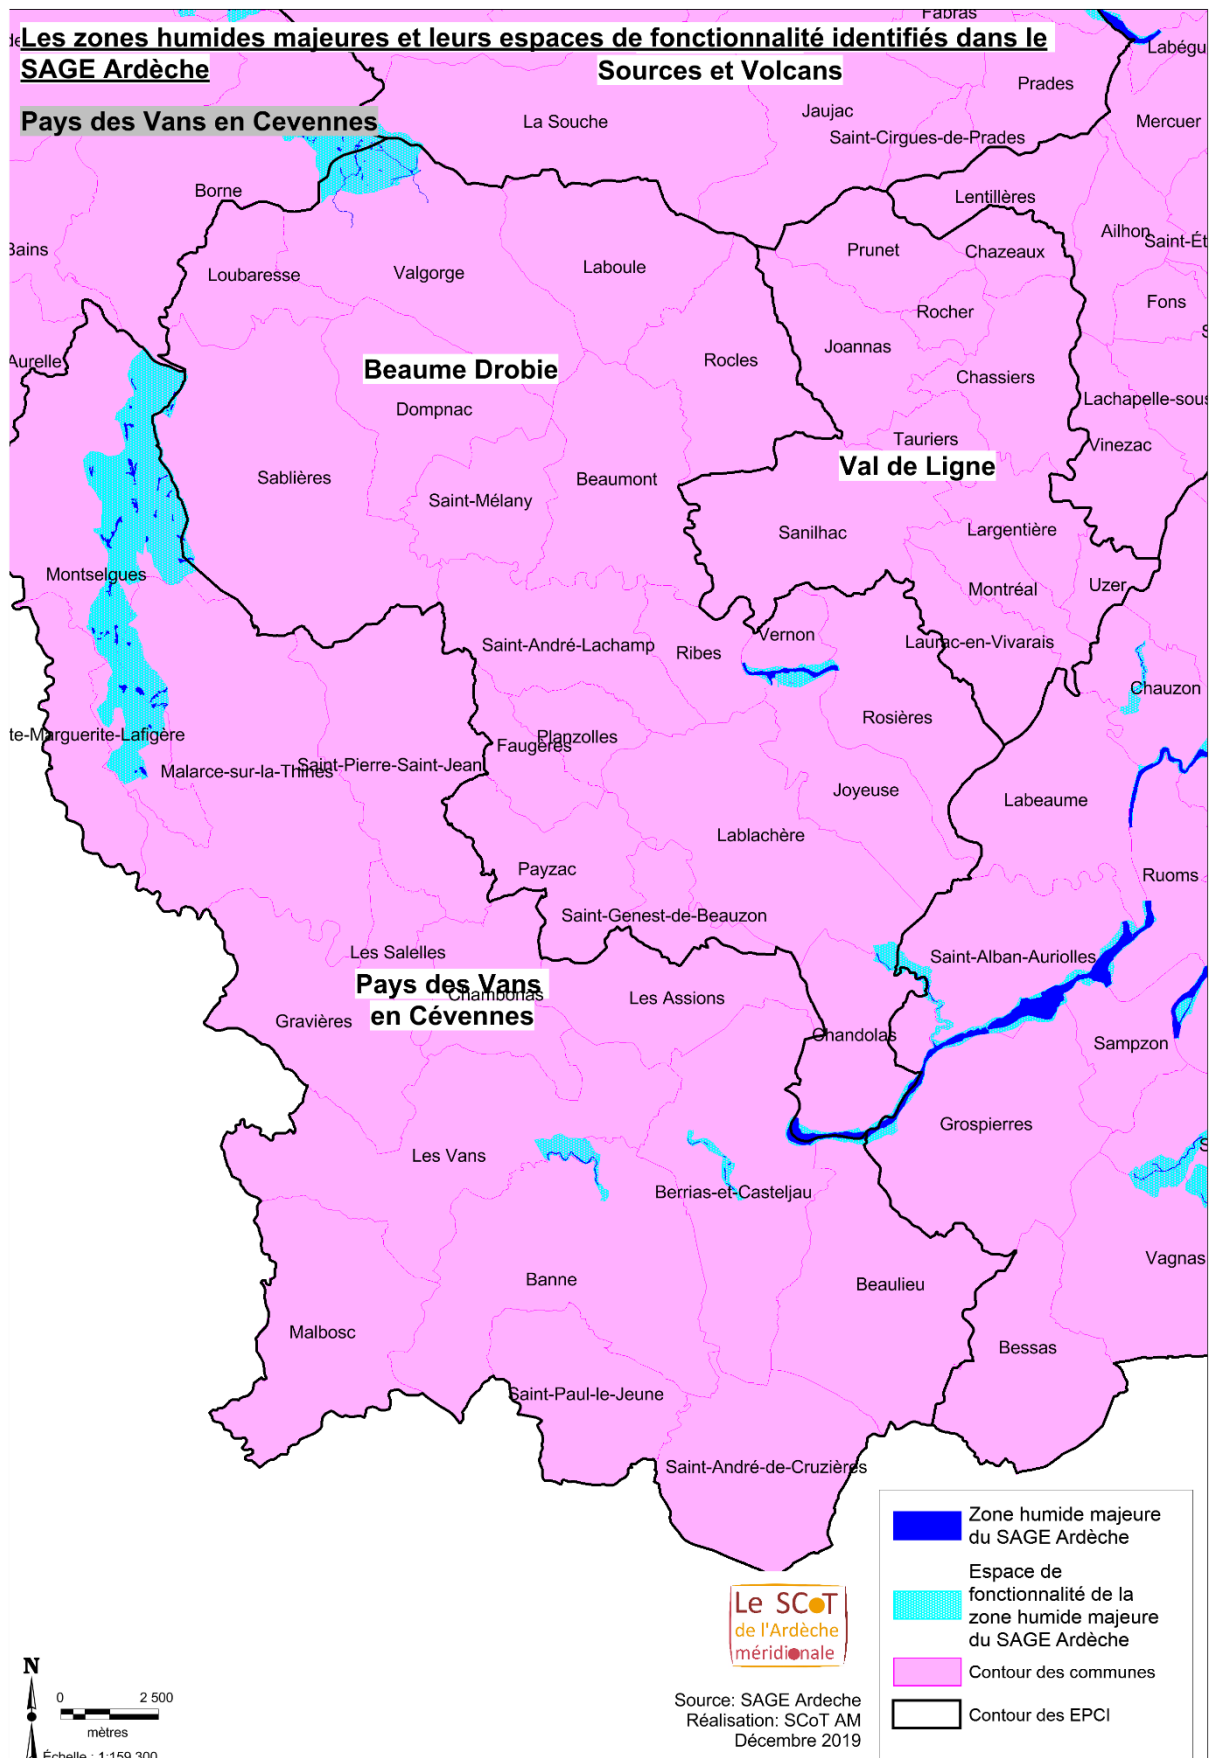 Fabras
Les zones humides majeures et leurs espaces de fonctionnalité identifiés dans le
SAGE Ardèche
Labégu
Sources et Volcans
Prades
Pays des Vans en Cevennes
La Souche
Jaujac
Mercuer
Saint-Cirgues-de-Prades
Borne
Lentillères
Bains
Prunet
Chazeaux
Ailhon
Saint-Ét
Loubaresse
Valgorge
Laboule
Fons
Rocher
Aurelle
Joannas
Rocles
Beaume Drobie
Chassiers
Lachapelle-sous
Dompnac
Tauriers
Vinezac
Val de Ligne
Sablières
Saint-Mélany
Beaumont
Sanilhac
Largentière
Montselgues
Montréal
Uzer
Vernon
Saint-André-Lachamp
Ribes
Laurac-en-Vivarais
Chauzon
Rosières
te-Marguerite-Lafigère
Planzolles
Faugères
Malarce-sur-la-Thines
Saint-Pierre-Saint-Jean
Joyeuse
Labeaume
Lablachère
Payzac
Ruoms
Saint-Genest-de-Beauzon
Les Salelles
Saint-Alban-Auriolles
Pays des Vans
en Cévennes
Chambonas
Les Assions
Gravières
Chandolas
Sampzon
Grospierres
Les Vans
Berrias-et-Casteljau
Vagnas
Banne
Beaulieu
Malbosc
Bessas
Saint-Paul-le-Jeune
Saint-André-de-Cruzières
Zone humide majeure
du SAGE Ardèche
Espace de
fonctionnalité de la
zone humide majeure
du SAGE Ardèche
Contour des communes
Contour des EPCI
Le SCoT
de l'Ardèche
méridionale
Source: SAGE Ardeche
Réalisation: SCoT AM
Décembre 2019
N
0 2 500
mètres
Échelle : 1:159 300